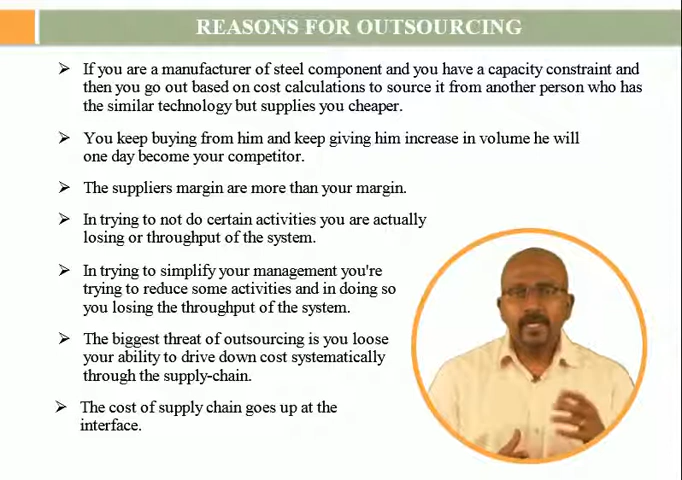 REASONS FOR OUTSOURCING
If you are a manufacturer of steel component and you have a capacity constraint and
then you go out based on cost calculations to source it from another person who has
the similar technology but supplies you cheaper.
You keep buying from him and keep giving him increase in volume he will
one day become your competitor.
The suppliers margin are more than your margin.
In trying to not do certain activities you are actually
losing or throughput of the system.
In trying to simplify your management you're
trying to reduce some activities and in doing so
you losing the throughput of the system.
The biggest threat of outsourcing is you loose
your ability to drive down cost systematically
through the supply-chain.
The cost of supply chain goes up at the
interface.